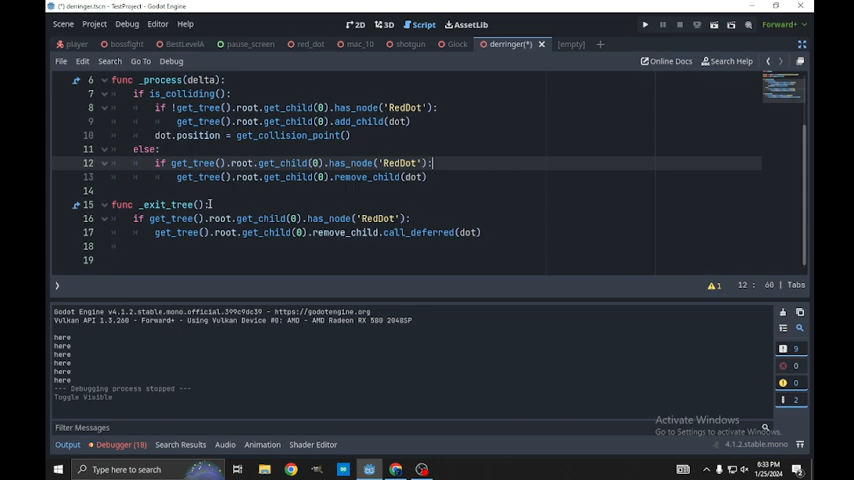 (*) derringer.tscn - TestProject - Godot Engine
Scene Project Debug Editor Help
2D 3D Script AssetLib
Forward+
player bossfight BestLevelA pause_screen red_dot mac_10 shotgun Glock derringer(*) [empty]
File Edit Search Go To Debug
Online Docs Search Help
6 func _process(delta):
7 if is_colliding():
8 if !get_tree().root.get_child(0).has_node('RedDot'):
9 get_tree().root.get_child(0).add_child(dot)
10 dot.position = get_collision_point()
11 else:
12 if get_tree().root.get_child(0).has_node('RedDot'):
13 get_tree().root.get_child(0).remove_child(dot)
14
15 func _exit_tree():
16 if get_tree().root.get_child(0).has_node('RedDot'):
17 get_tree().root.get_child(0).remove_child.call_deferred(dot)
18
19
1 12 : 60 | Tabs
Godot Engine v4.1.2.stable.mono.official.399c9dc39 - https://godotengine.org
Vulkan API 1.3.260 - Forward+ - Using Vulkan Device #0: AMD - AMD Radeon RX 580 2048SP
here
here
here
here
here
here
--- Debugging process stopped ---
Toggle Visible
9
0
0
2
Filter Messages
Activate Windows
Go to Settings to activate Windows.
Output Debugger (18) Search Results Audio Animation Shader Editor
4.1.2.stable.mono
Type here to search
6:33 PM
1/25/2024
2